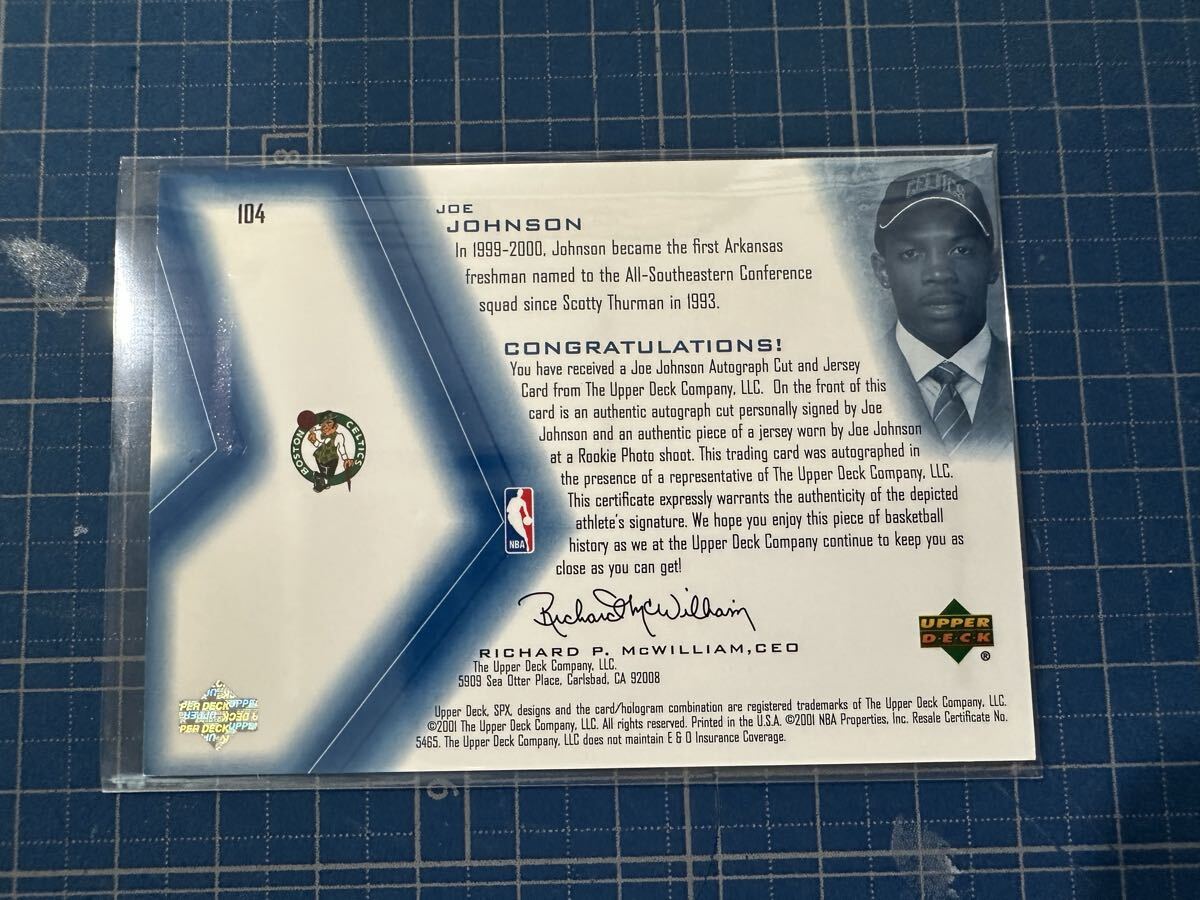 104
JOE
JOHNSON
In 1999-2000, Johnson became the first Arkansas
freshman named to the All-Southeastern Conference
squad since Scotty Thurman in 1993.
CELTICS
CONGRATULATIONS!
You have received a Joe Johnson Autograph Cut and Jersey
Card from The Upper Deck Company, LLC. On the front of this
card is an authentic autograph cut personally signed by Joe
Johnson and an authentic piece of a jersey worn by Joe Johnson
at a Rookie Photo shoot. This trading card was autographed in
the presence of a representative of The Upper Deck Company, LLC.
This certificate expressly warrants the authenticity of the depicted
athlete's signature. We hope you enjoy this piece of basketball
history as we at the Upper Deck Company continue to keep you as
close as you can get!
BOSTON CELTICS
NBA
Richard P McWilliam
RICHARD P. McWILLIAM, CEO
The Upper Deck Company, LLC.
5909 Sea Otter Place, Carlsbad, CA 92008
UPPER
D·E·C·K
®
Upper Deck, SPX, designs and the card/hologram combination are registered trademarks of The Upper Deck Company, LLC.
©2001 The Upper Deck Company, LLC. All rights reserved. Printed in the U.S.A. ©2001 NBA Properties, Inc. Resale Certificate No.
5465. The Upper Deck Company, LLC does not maintain E & O Insurance Coverage.